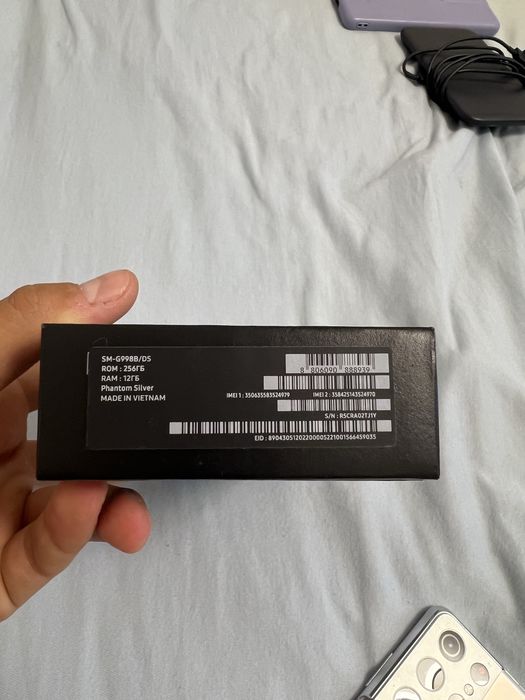 SM-G998B/DS
ROM : 256ГБ
RAM : 12ГБ
Phantom Silver
MADE IN VIETNAM
8 806090 888939
IMEI 1 : 350635583524979 IMEI 2 : 358425143524970
S/N : R5CRA02TJ1Y
EID : 89043051202200005221001566459035